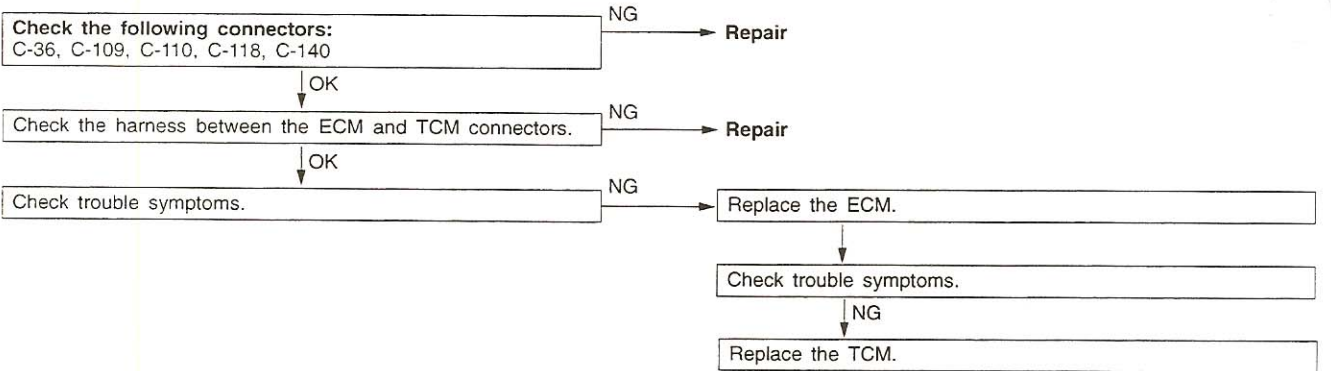 NG
Check the following connectors:
C-36, C-109, C-110, C-118, C-140
Repair
OK
NG
Check the harness between the ECM and TCM connectors.
Repair
OK
NG
Check trouble symptoms.
Replace the ECM.
Check trouble symptoms.
NG
Replace the TCM.